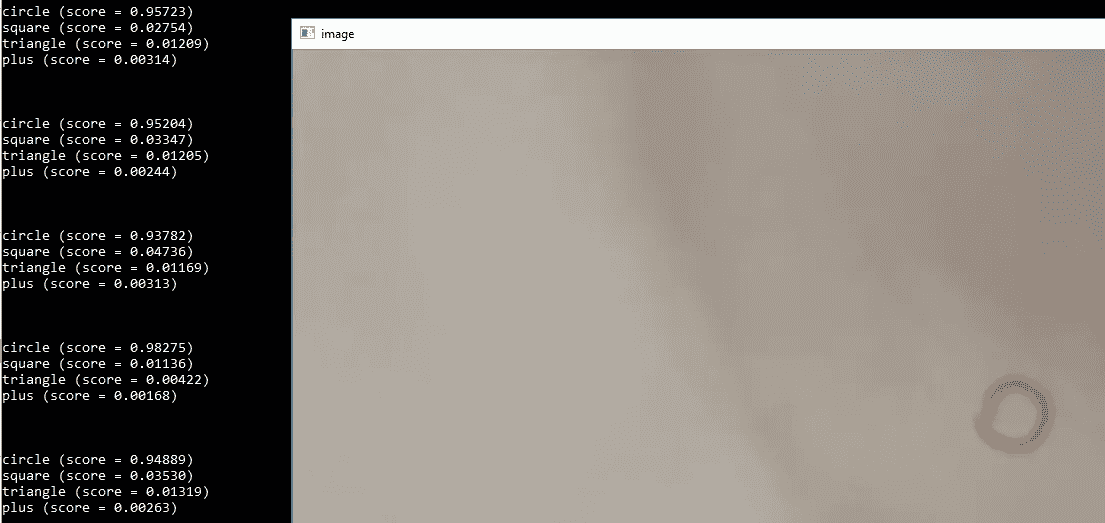 circle (score = 0.95723)
square (score = 0.02754)
triangle (score = 0.01209)
plus (score = 0.00314)
circle (score = 0.95204)
square (score = 0.03347)
triangle (score = 0.01205)
plus (score = 0.00244)
circle (score = 0.93782)
square (score = 0.04736)
triangle (score = 0.01169)
plus (score = 0.00313)
circle (score = 0.98275)
square (score = 0.01136)
triangle (score = 0.00422)
plus (score = 0.00168)
circle (score = 0.94889)
square (score = 0.03530)
triangle (score = 0.01319)
plus (score = 0.00263)
image